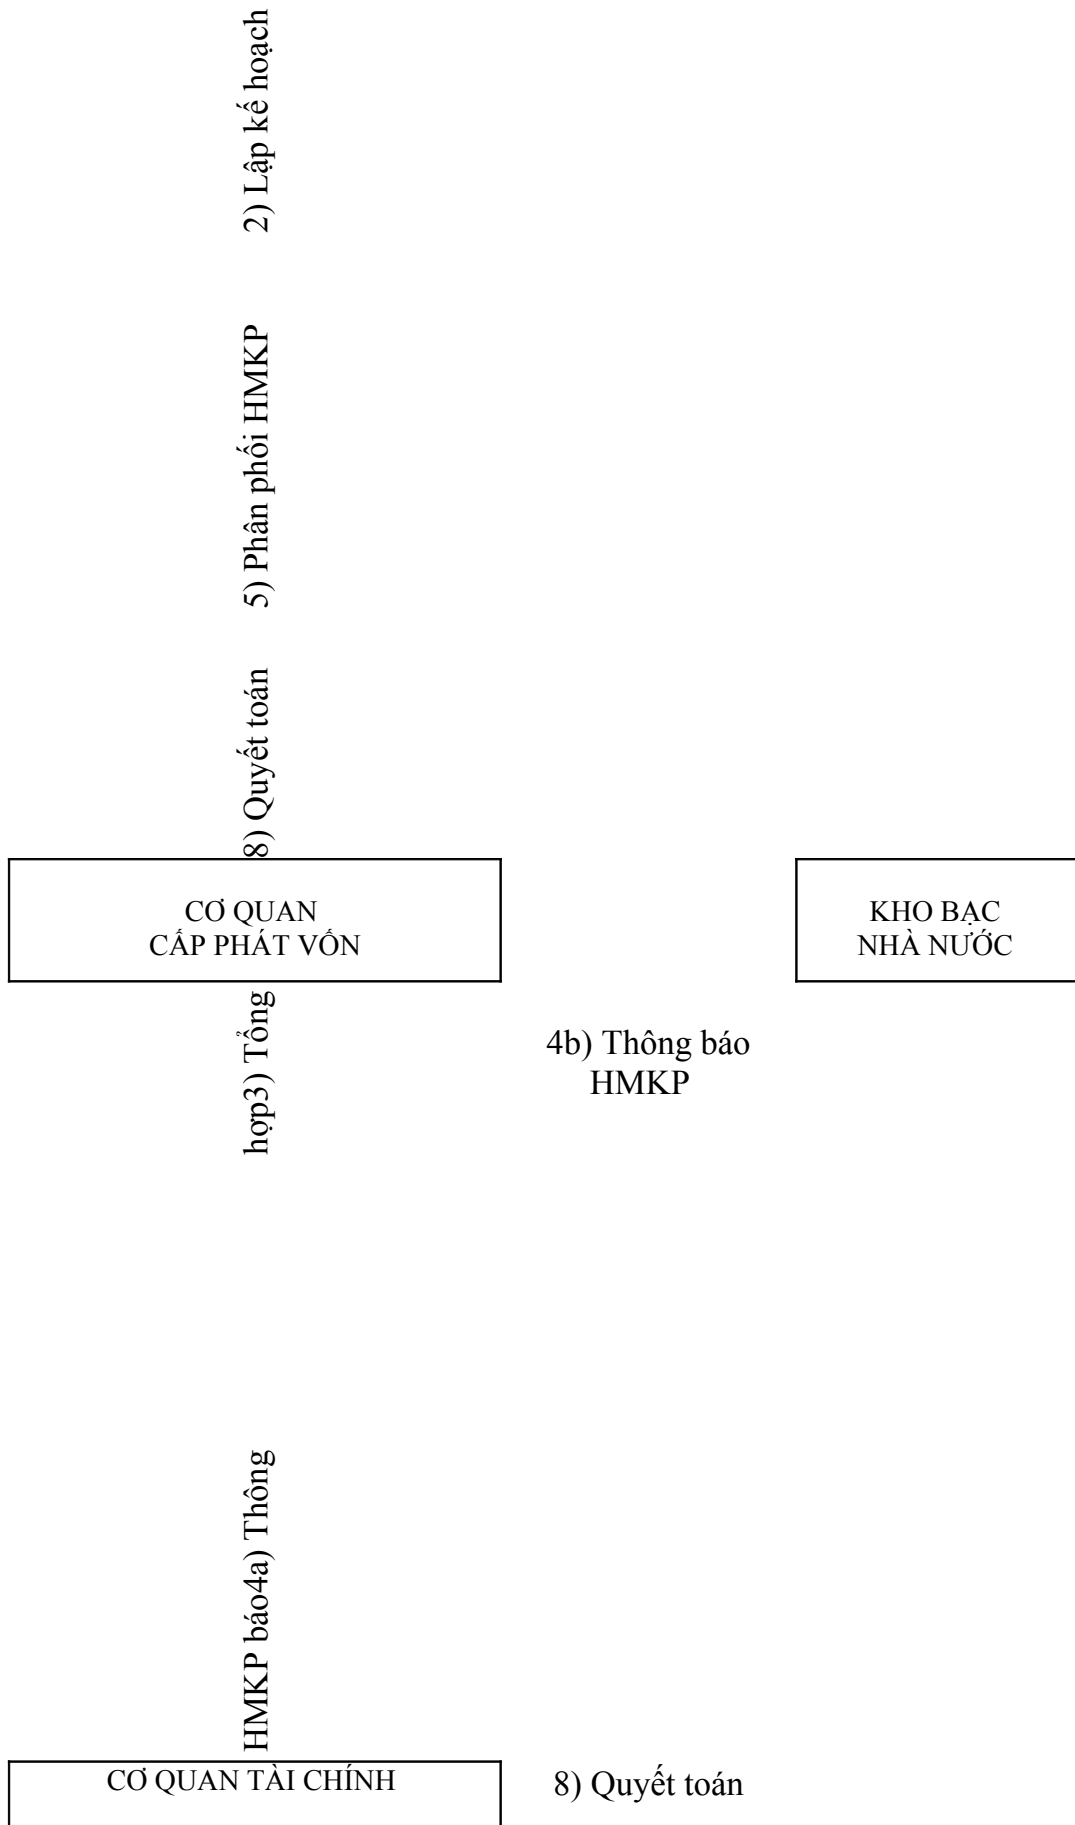 2) Lập kế hoạch
5) Phân phối HMKP
8) Quyết toán
CƠ QUAN
CẤP PHÁT VỐN
KHO BẠC
NHÀ NƯỚC
hợp3) Tổng
4b) Thông báo
HMKP
HMKP báo4a) Thông
CƠ QUAN TÀI CHÍNH
8) Quyết toán